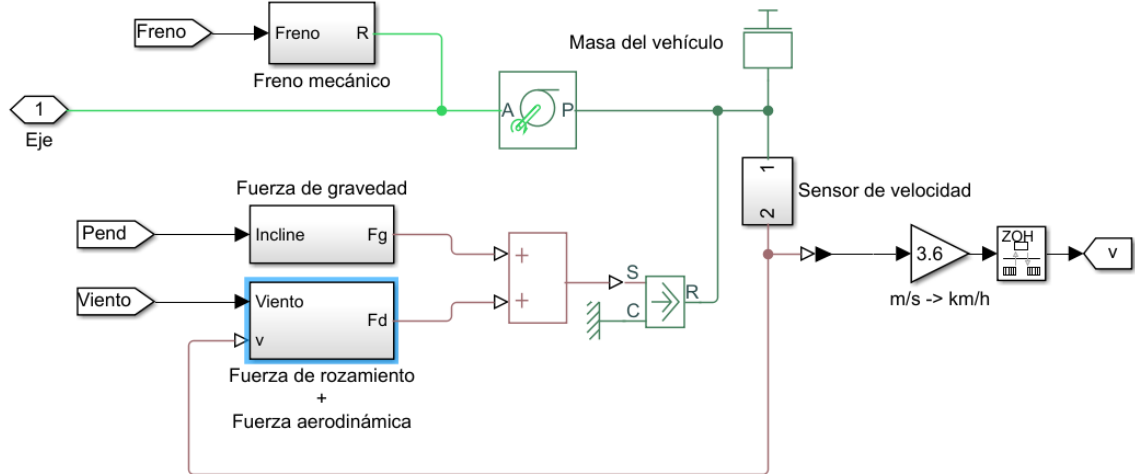 Freno
Freno
R
Freno mecánico
Masa del vehículo
1
Eje
A
P
Fuerza de gravedad
Pend
Incline
Fg
+
+
Viento
Viento
v
Fd
Fuerza de rozamiento
+
Fuerza aerodinámica
S
C
R
1
2
Sensor de velocidad
3.6
m/s -> km/h
ZOH
v